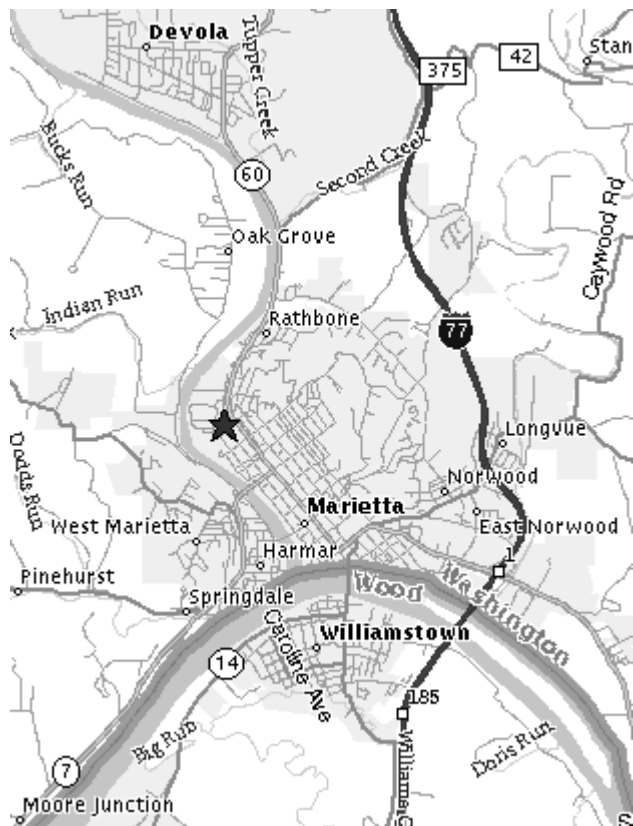 Devola
Tupper Creek
375
42
Stan
Bucks Run
60
Second Creek
Oak Grove
Caywood Rd
Indian Run
Rathbone
77
Dodds Run
Longvue
Norwood
Marietta
East Norwood
West Marietta
Harmar
1
Pinehurst
Wood
Washington
Springdale
Caroline Ave
Williamstown
14
185
Big Run
Williams
Doris Run
7
Moore Junction
S